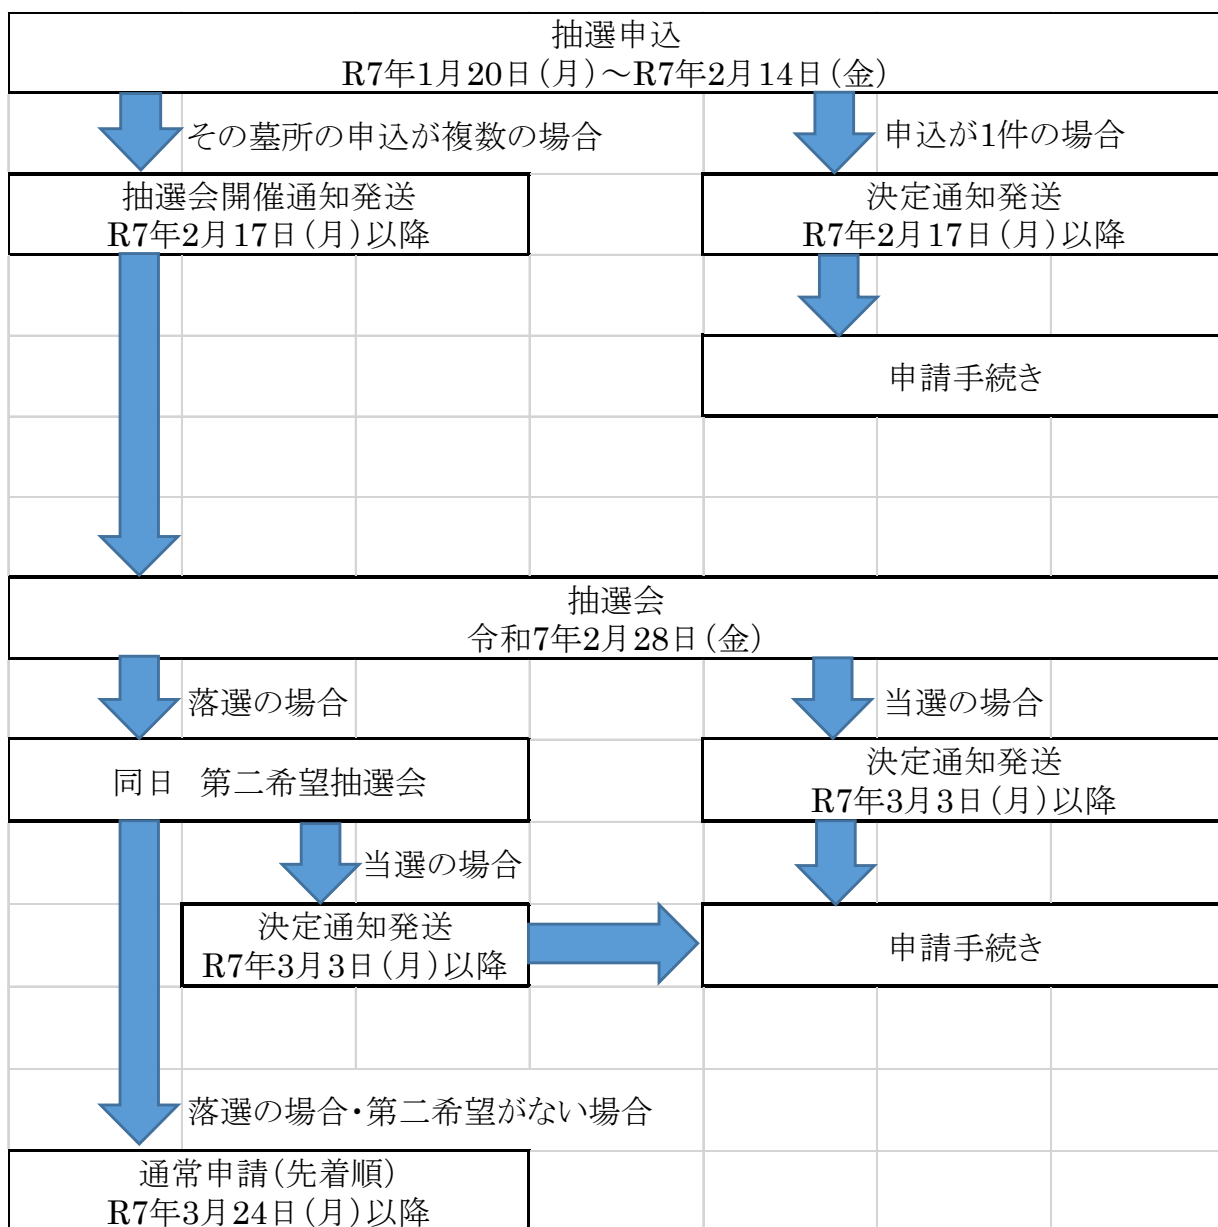 抽選申込
R7年1月20日(月)～R7年2月14日(金)
その墓所の申込が複数の場合
申込が1件の場合
抽選会開催通知発送
R7年2月17日(月)以降
決定通知発送
R7年2月17日(月)以降
申請手続き
抽選会
令和7年2月28日(金)
落選の場合
当選の場合
同日　第二希望抽選会
決定通知発送
R7年3月3日(月)以降
当選の場合
決定通知発送
R7年3月3日(月)以降
申請手続き
落選の場合・第二希望がない場合
通常申請(先着順)
R7年3月24日(月)以降